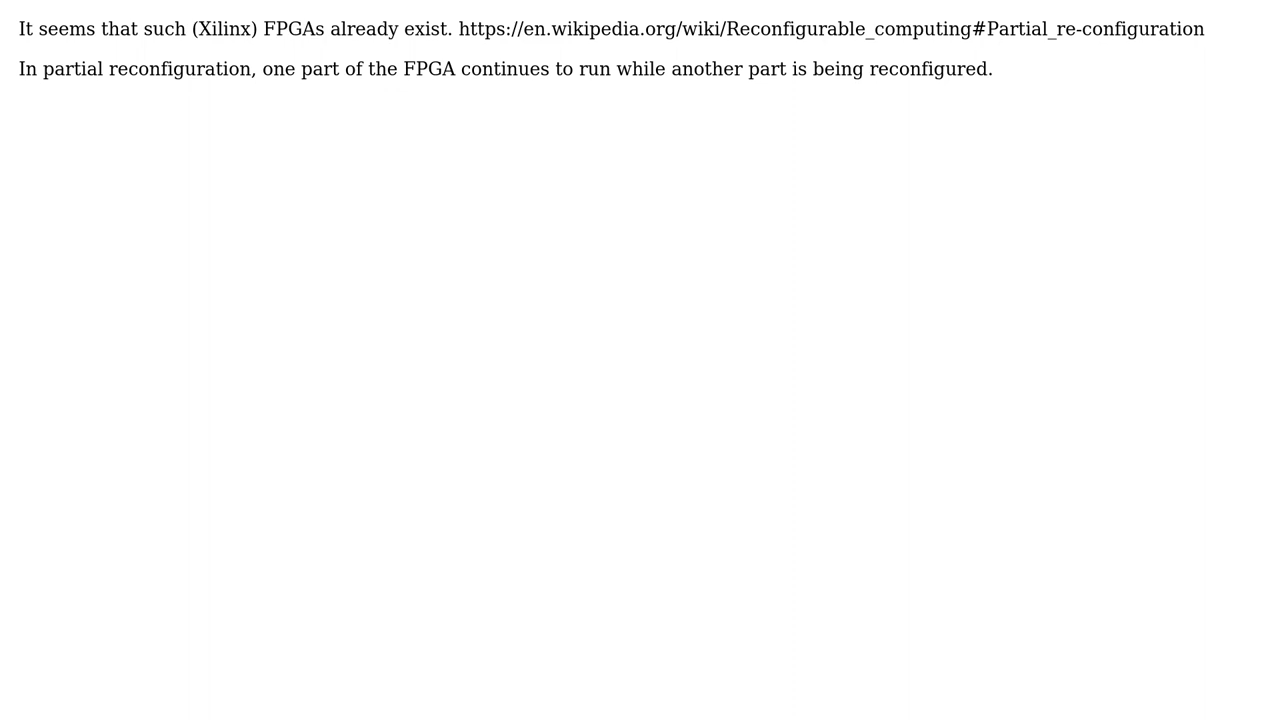 It seems that such (Xilinx) FPGAs already exist. https://en.wikipedia.org/wiki/Reconfigurable_computing#Partial_re-configuration
In partial reconfiguration, one part of the FPGA continues to run while another part is being reconfigured.